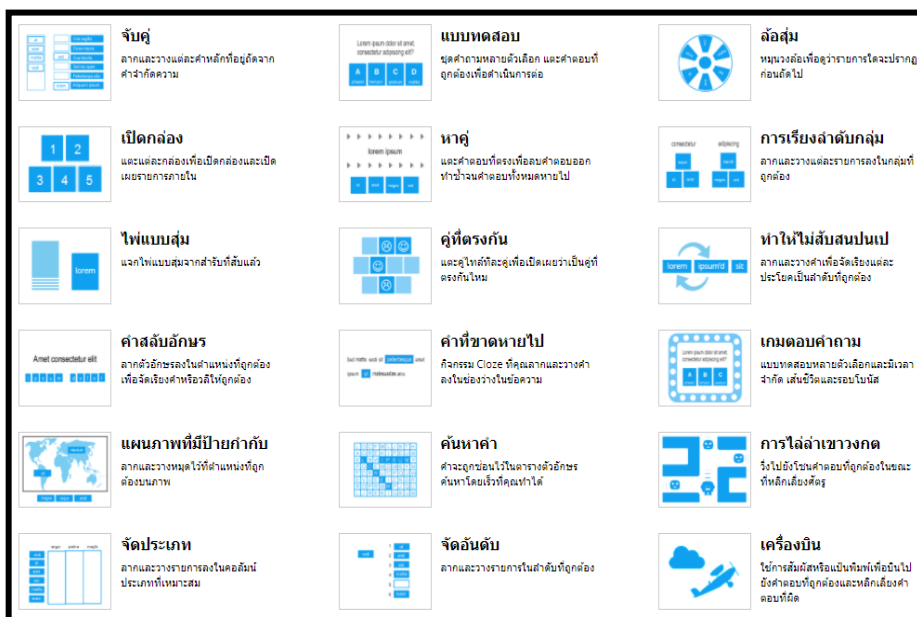 จับคู่
ลากและวางแต่ละคำหลักที่อยู่ถัดจาก
คำจำกัดความ
แบบทดสอบ
ชุดคำถามหลายตัวเลือก แตะคำตอบที่
ถูกต้องเพื่อดำเนินการต่อ
ล้อสุ่ม
หมุนวงล้อเพื่อดูว่ารายการใดจะปรากฏ
ก่อนถัดไป
เปิดกล่อง
แตะแต่ละกล่องเพื่อเปิดกล่องและเปิด
เผยรายการภายใน
หาคู่
แตะคำตอบที่ตรงเพื่อลบคำตอบออก
ทำซ้ำจนคำตอบทั้งหมดหายไป
การเรียงลำดับกลุ่ม
ลากและวางแต่ละรายการลงในกลุ่มที่
ถูกต้อง
ไพ่แบบสุ่ม
แจกไพ่แบบสุ่มจากสำรับที่สับแล้ว
คู่ที่ตรงกัน
แตะคู่ไทล์ทีละคู่เพื่อเปิดเผยว่าเป็นคู่ที่
ตรงกันไหม
ทำให้ไม่สับสนปนเป
ลากและวางคำเพื่อจัดเรียงแต่ละ
ประโยคเป็นลำดับที่ถูกต้อง
คำสลับอักษร
ลากตัวอักษรลงในตำแหน่งที่ถูกต้อง
เพื่อจัดเรียงคำหรือวลีให้ถูกต้อง
คำที่ขาดหายไป
กิจกรรม Cloze ที่คุณลากและวางคำ
ลงในช่องว่างในข้อความ
เกมตอบคำถาม
แบบทดสอบหลายตัวเลือกและมีเวลา
จำกัด เส้นชีวิตและรอบโบนัส
แผนภาพที่มีป้ายกำกับ
ลากและวางหมุดไว้ที่ตำแหน่งที่ถูก
ต้องบนภาพ
ค้นหาคำ
คำจะถูกซ่อนไว้ในตารางตัวอักษร
ค้นหาโดยเร็วที่คุณทำได้
การไล่ล่าเขาวงกต
วิ่งไปยังโซนคำตอบที่ถูกต้องในขณะ
ที่หลีกเลี่ยงศัตรู
จัดประเภท
ลากและวางรายการลงในคอลัมน์
ประเภทที่เหมาะสม
จัดอันดับ
ลากและวางรายการในลำดับที่ถูกต้อง
เครื่องบิน
ใช้การสัมผัสหรือแป้นพิมพ์เพื่อบินไป
ยังคำตอบที่ถูกต้องและหลีกเลี่ยงคำ
ตอบที่ผิด
Lorem ipsum dolor sit amet,
consectetur adipiscing elit?
A B C D
1 2
3 4 5
lorem ipsum
consectetur adipiscing
lorem
lorem ipsum'd sit
Amet consectetur elit
A B C